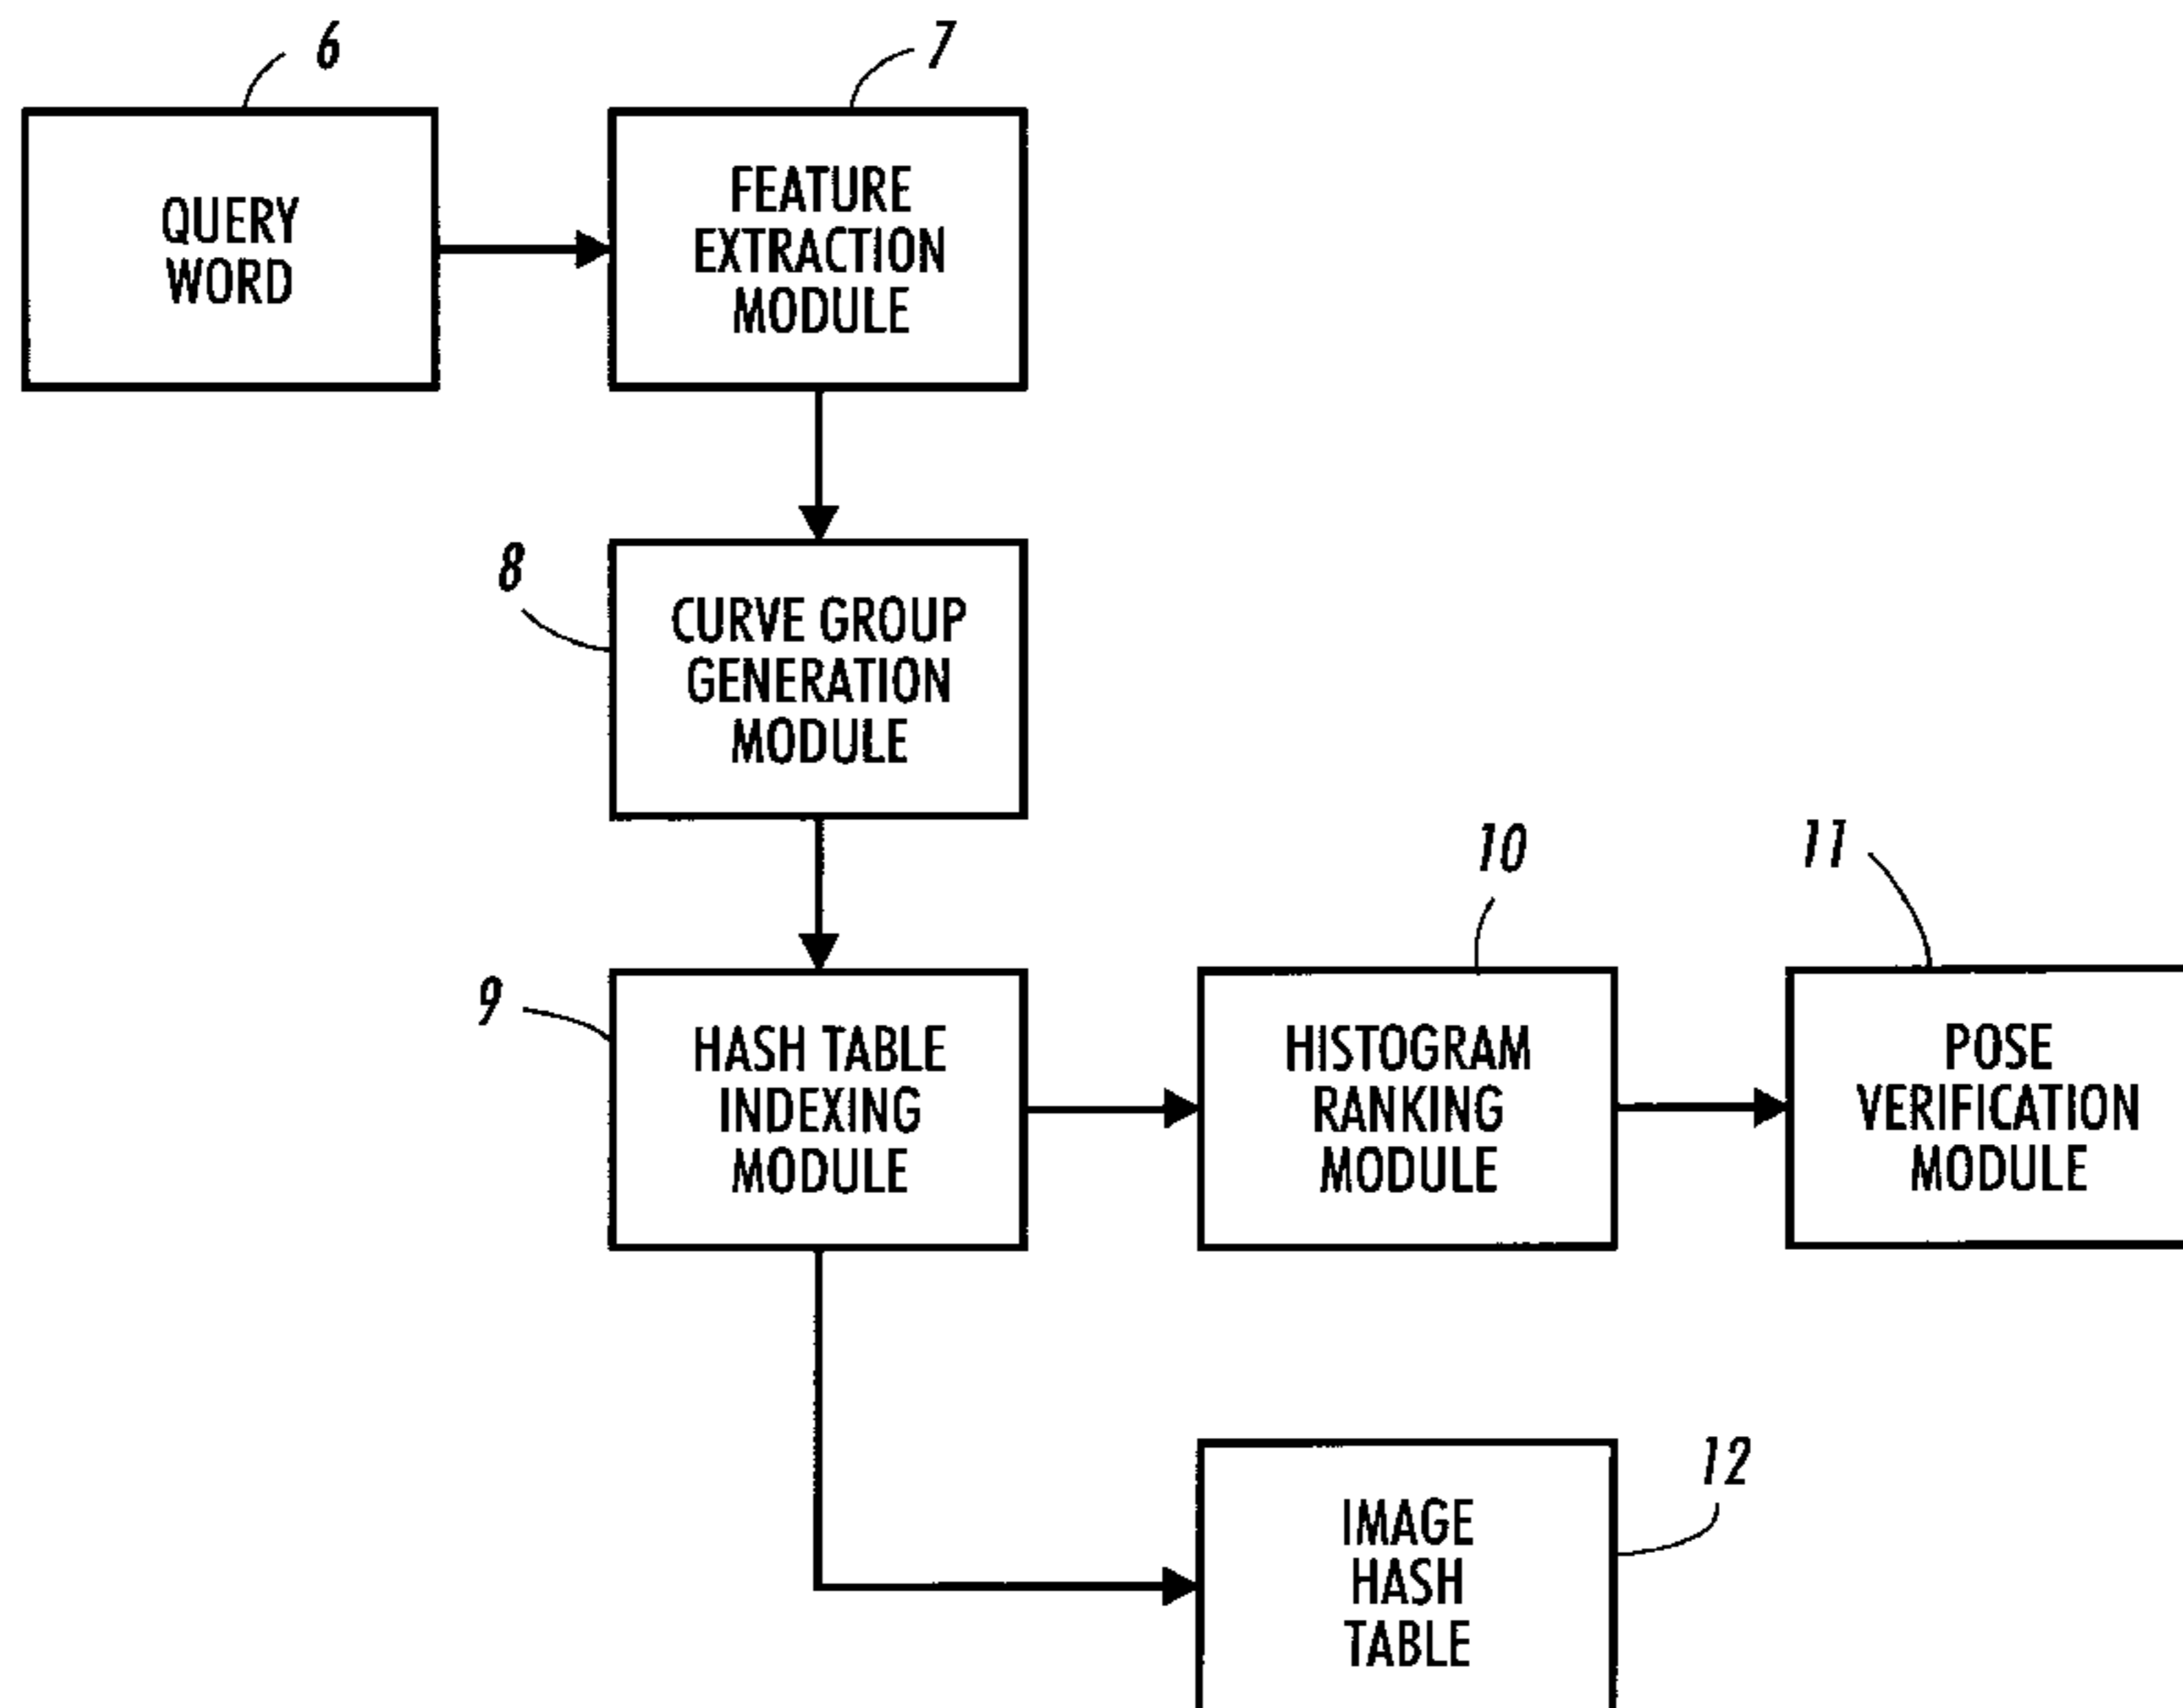 6
7
QUERY
WORD
FEATURE
EXTRACTION
MODULE
8
CURVE GROUP
GENERATION
MODULE
9
10
11
HASH TABLE
INDEXING
MODULE
HISTOGRAM
RANKING
MODULE
POSE
VERIFICATION
MODULE
12
IMAGE
HASH
TABLE